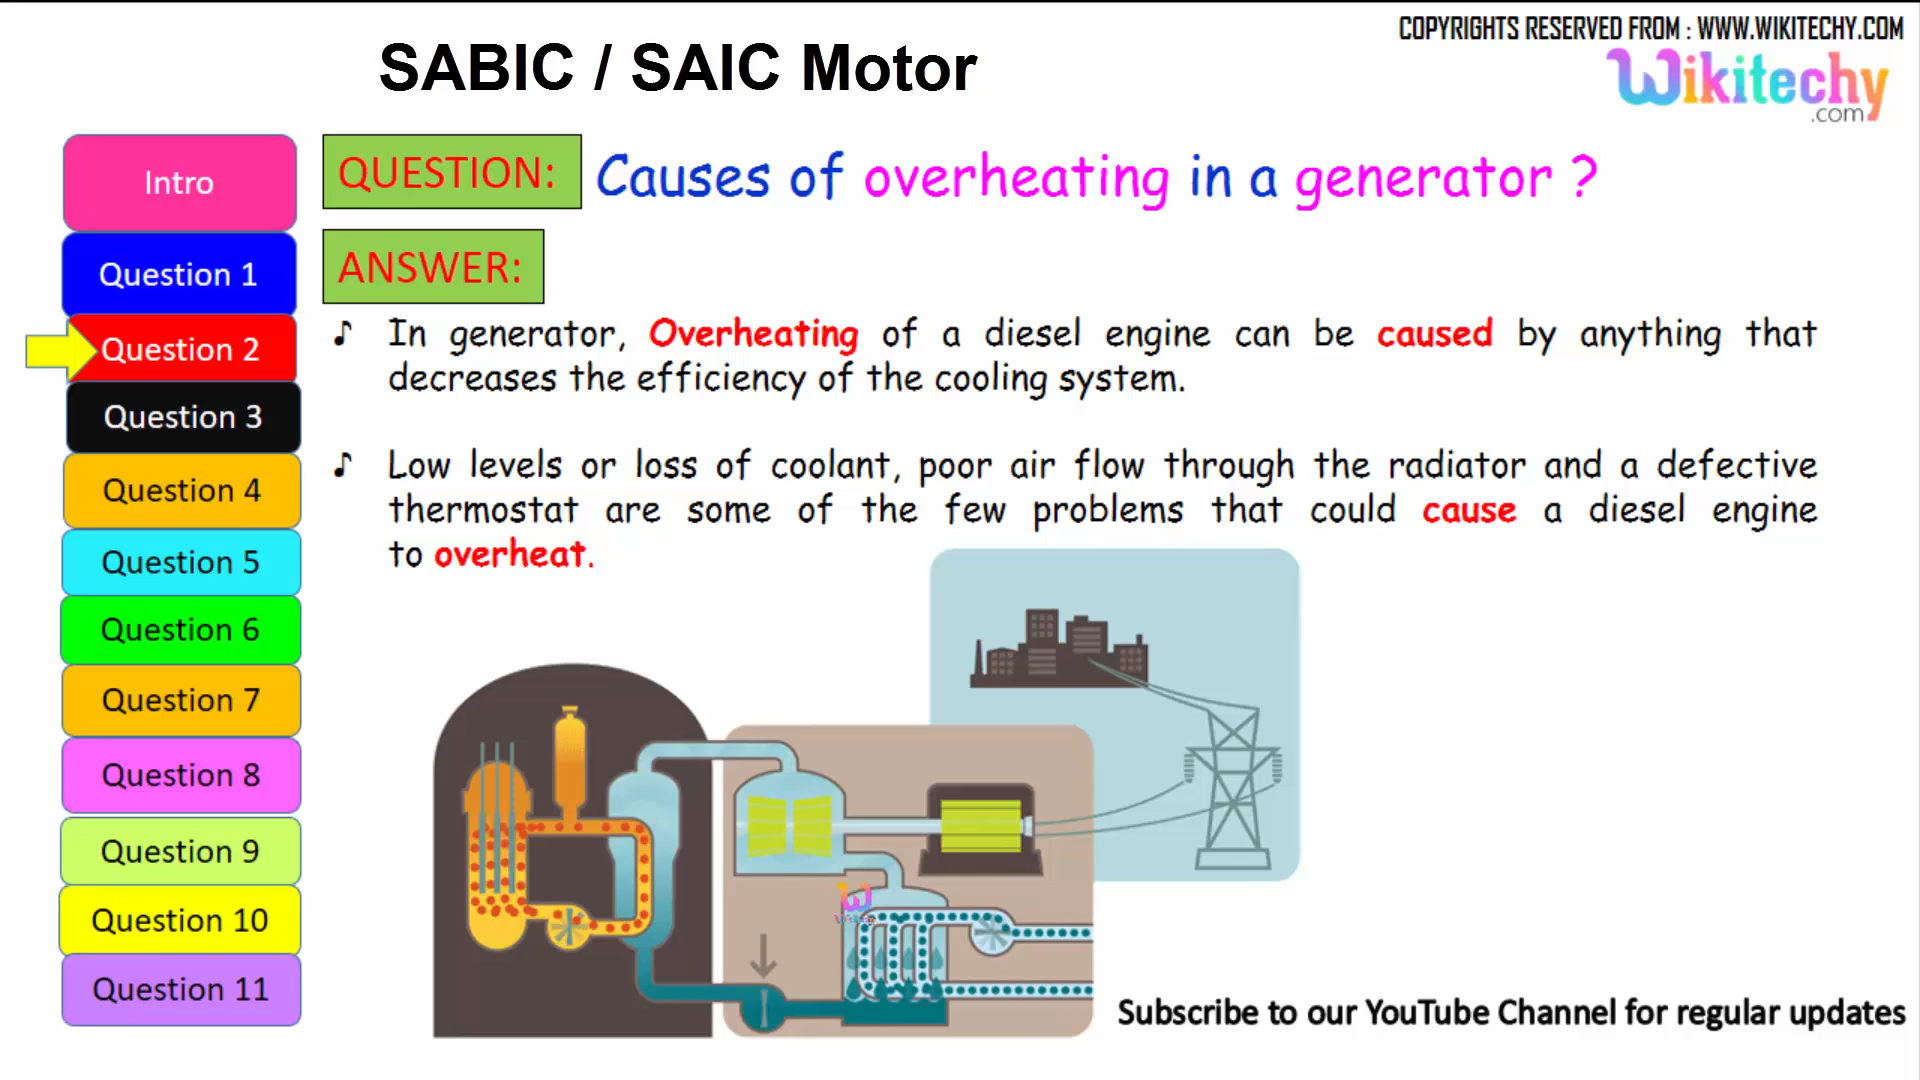 COPYRIGHTS RESERVED FROM : WWW.WIKITECHY.COM
SABIC / SAIC Motor
Wikitechy
.com
Intro
QUESTION: Causes of overheating in a generator ?
Question 1
ANSWER:
Question 2
Question 3
Question 4
Question 5
Question 6
Question 7
Question 8
Question 9
Question 10
Question 11
♪ In generator, Overheating of a diesel engine can be caused by anything that
decreases the efficiency of the cooling system.
♪ Low levels or loss of coolant, poor air flow through the radiator and a defective
thermostat are some of the few problems that could cause a diesel engine
to overheat.
Subscribe to our YouTube Channel for regular updates